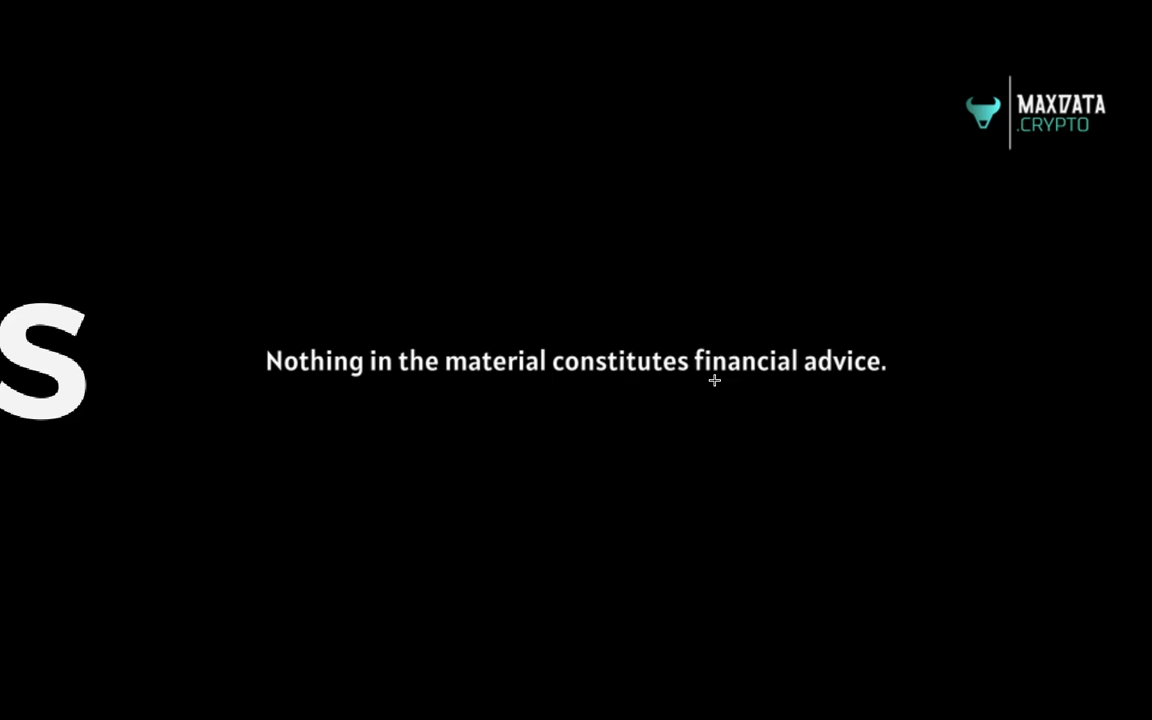 MAXDATA
.CRYPTO
S
Nothing in the material constitutes financial advice.